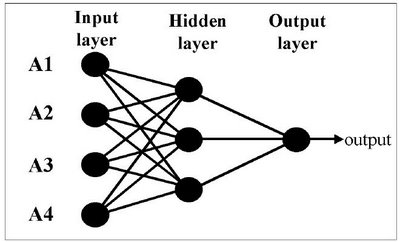 Input
layer
Hidden
layer
Output
layer
A1
A2
A3
A4
output